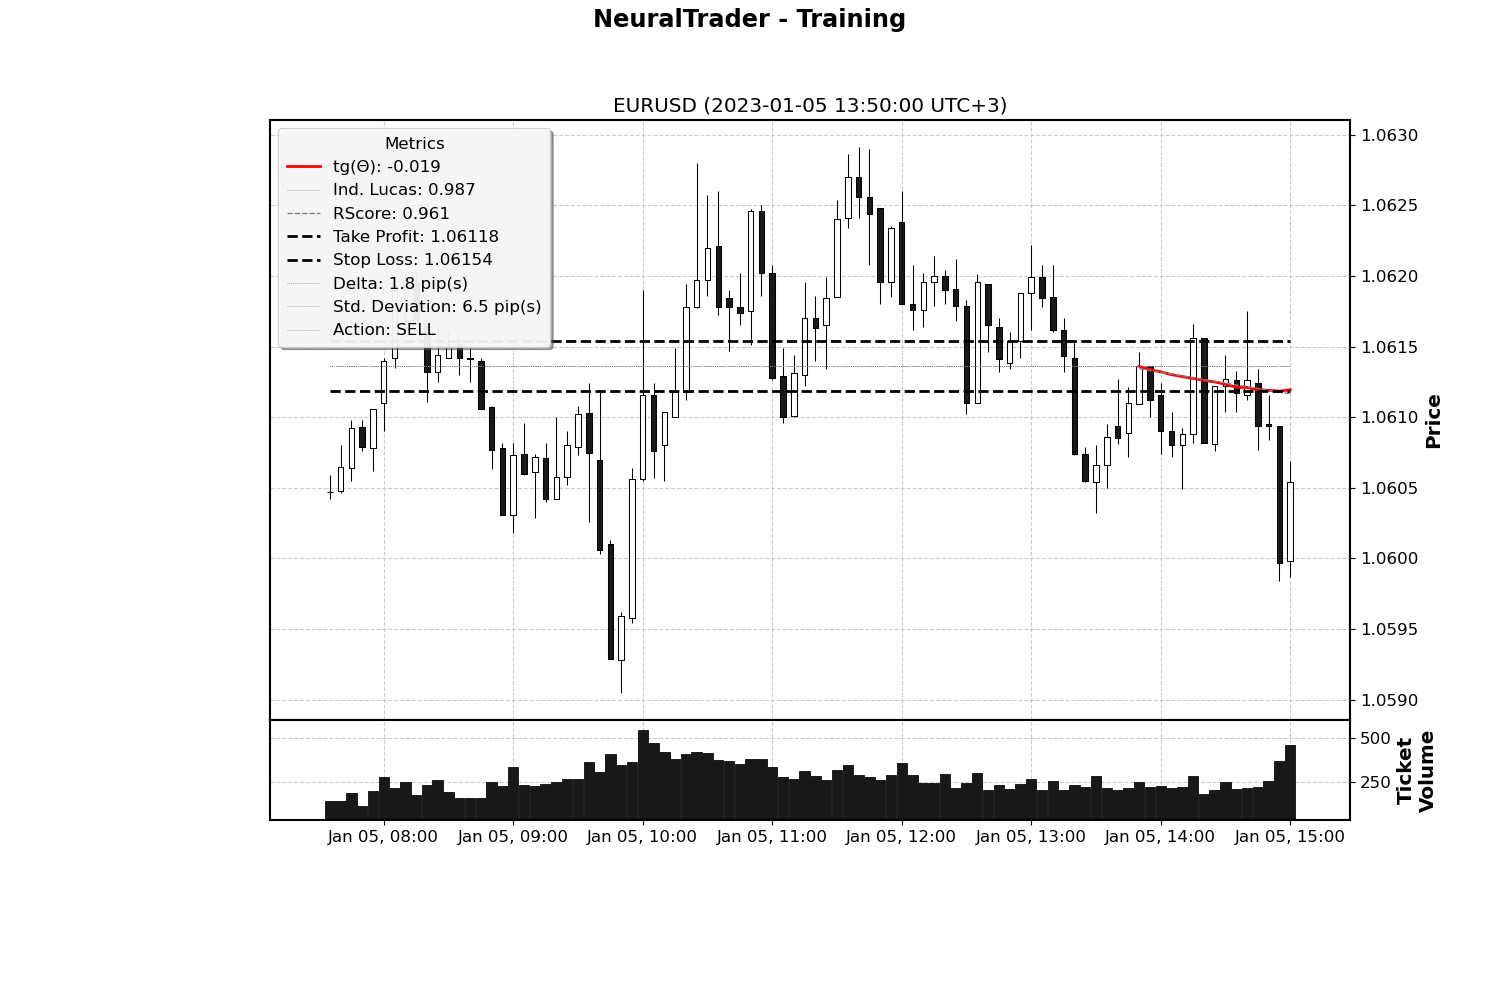 NeuralTrader - Training
EURUSD (2023-01-05 13:50:00 UTC+3)
Metrics
tg(Θ): -0.019
Ind. Lucas: 0.987
RScore: 0.961
Take Profit: 1.06118
Stop Loss: 1.06154
Delta: 1.8 pip(s)
Std. Deviation: 6.5 pip(s)
Action: SELL
1.0630
1.0625
1.0620
1.0615
1.0610
1.0605
1.0600
1.0595
1.0590
Price
500
250
Ticket
Volume
Jan 05, 08:00
Jan 05, 09:00
Jan 05, 10:00
Jan 05, 11:00
Jan 05, 12:00
Jan 05, 13:00
Jan 05, 14:00
Jan 05, 15:00